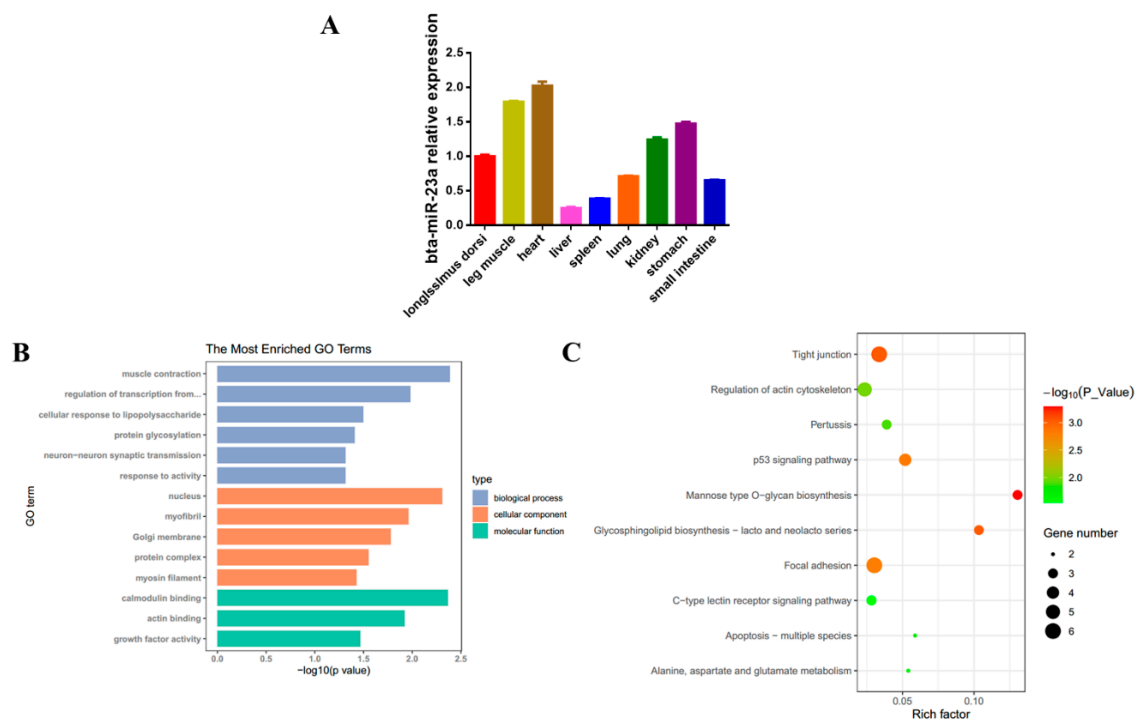 A
bta-miR-23a relative expression
2.5
2.0
1.5
1.0
0.5
0.0
longlsslmus dorsi
leg muscle
heart
liver
spleen
lung
kidney
stomach
small intestine
B
The Most Enriched GO Terms
GO term
muscle contraction
regulation of transcription from...
cellular response to lipopolysaccharide
protein glycosylation
neuron−neuron synaptic transmission
response to activity
nucleus
myofibril
Golgi membrane
protein complex
myosin filament
calmodulin binding
actin binding
growth factor activity
0.0 0.5 1.0 1.5 2.0 2.5
−log10(p value)
type
biological process
cellular component
molecular function
C
Tight junction
Regulation of actin cytoskeleton
Pertussis
p53 signaling pathway
Mannose type O−glycan biosynthesis
Glycosphingolipid biosynthesis − lacto and neolacto series
Focal adhesion
C−type lectin receptor signaling pathway
Apoptosis − multiple species
Alanine, aspartate and glutamate metabolism
0.05 0.10
Rich factor
−log10(P_Value)
3.0
2.5
2.0
Gene number
2
3
4
5
6